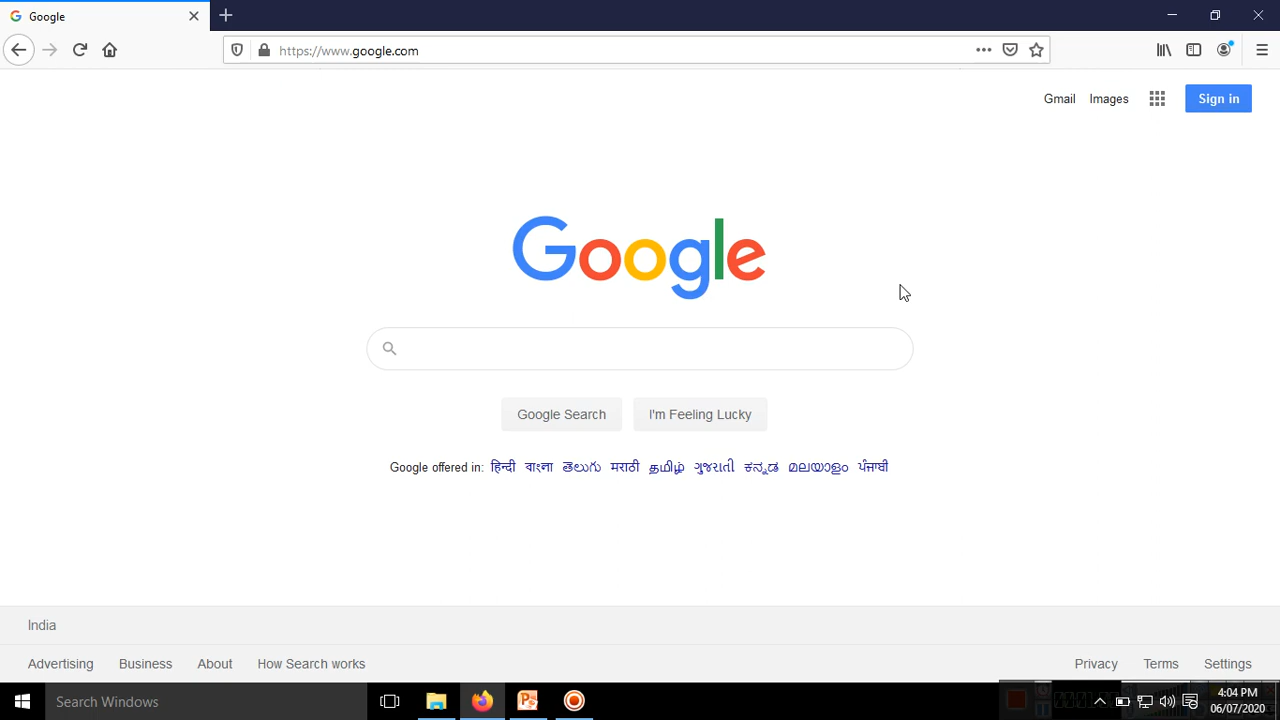 Google
https://www.google.com
Gmail Images Sign in
Google
Google Search I'm Feeling Lucky
Google offered in: हिन्दी বাংলা తెలుగు मराठी தமிழ் ગુજરાતી ಕನ್ನಡ മലയാളം ਪੰਜਾਬੀ
India
Advertising Business About How Search works Privacy Terms Settings
Search Windows
4:04 PM
06/07/2020